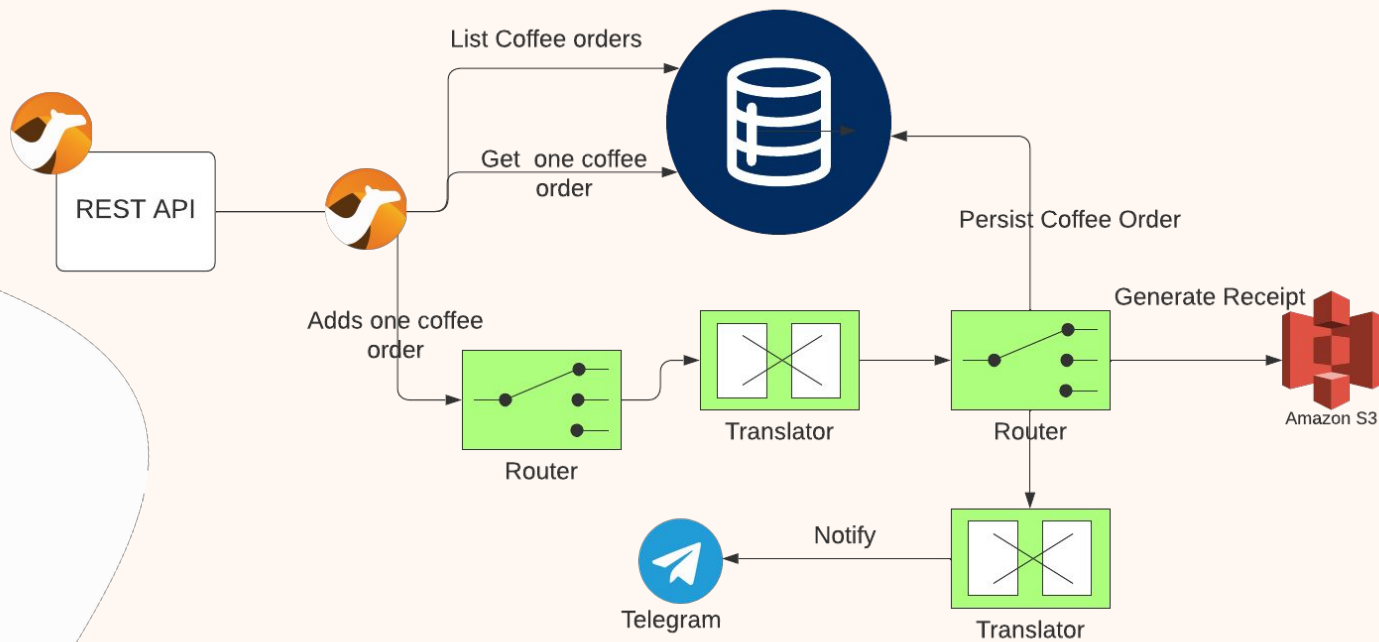 List Coffee orders
Get  one coffee
order
REST API
Persist Coffee Order
Generate Receipt
Adds one coffee
order
Amazon S3
Translator
Router
Router
Notify
Telegram
Translator